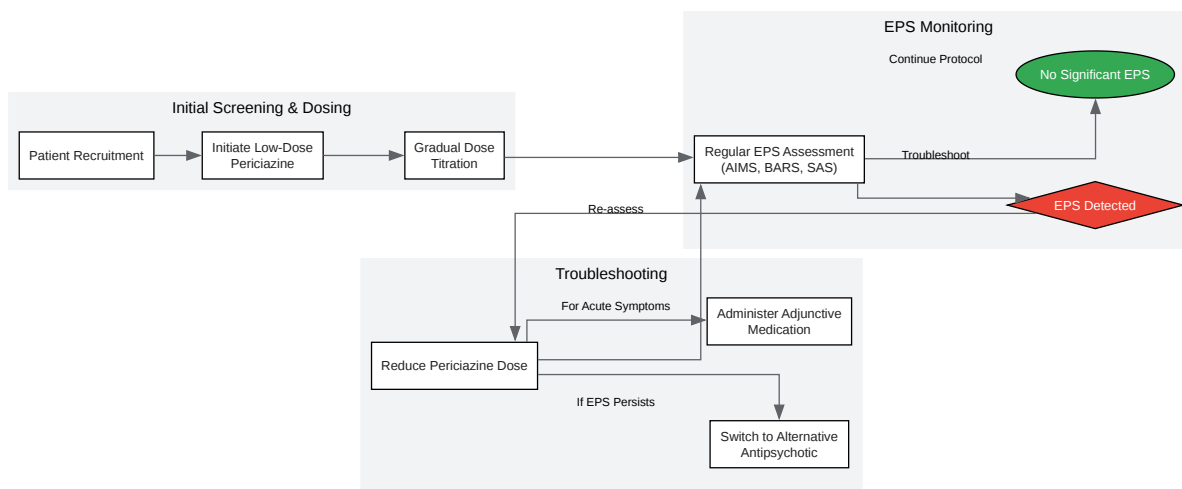 EPS Monitoring
Continue Protocol
No Significant EPS
Initial Screening & Dosing
Patient Recruitment
Initiate Low-Dose
Periciazine
Gradual Dose
Titration
Regular EPS Assessment
(AIMS, BARS, SAS)
Troubleshoot
EPS Detected
Re-assess
Troubleshooting
For Acute Symptoms
Administer Adjunctive
Medication
Reduce Periciazine Dose
If EPS Persists
Switch to Alternative
Antipsychotic